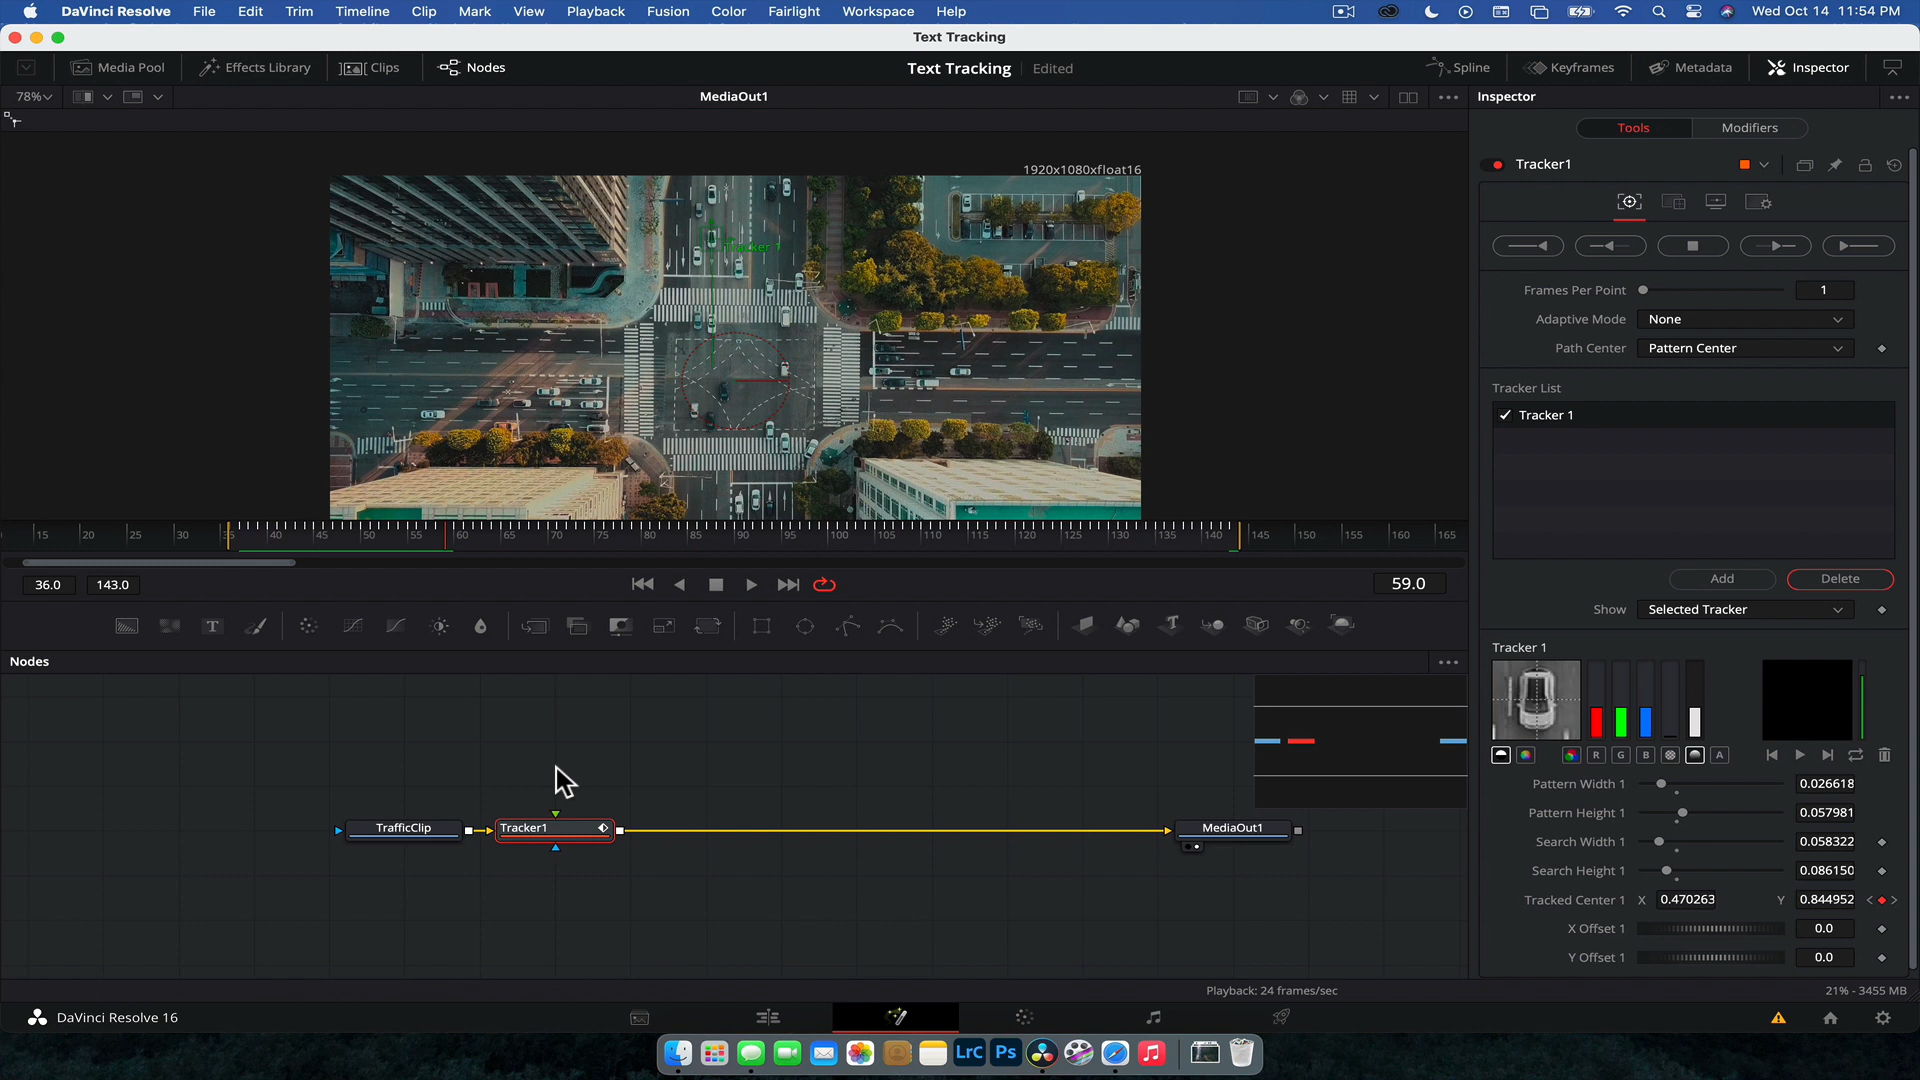 DaVinci Resolve File Edit Trim Timeline Clip Mark View Playback Fusion Color Fairlight Workspace Help Wed Oct 14 11:54 PM
Text Tracking
Media Pool Effects Library Clips Nodes Text Tracking Edited Spline Keyframes Metadata Inspector
78% MediaOut1 Inspector
Tools Modifiers
1920x1080xfloat16 Tracker1
Tracker 1
Frames Per Point 1
Adaptive Mode None
Path Center Pattern Center
Tracker List
Tracker 1
15 20 25 30 35 40 45 50 55 60 65 70 75 80 85 90 95 100 105 110 115 120 125 130 135 140 145 150 155 160 165
36.0 143.0 59.0
Add Delete
Show Selected Tracker
T
Nodes
Tracker 1
R G B A
Pattern Width 1 0.026618
Pattern Height 1 0.057981
Search Width 1 0.058322
Search Height 1 0.086150
Tracked Center 1 X 0.470263 Y 0.844952
X Offset 1 0.0
Y Offset 1 0.0
TrafficClip Tracker1 MediaOut1
Playback: 24 frames/sec 21% - 3455 MB
DaVinci Resolve 16
LrC Ps